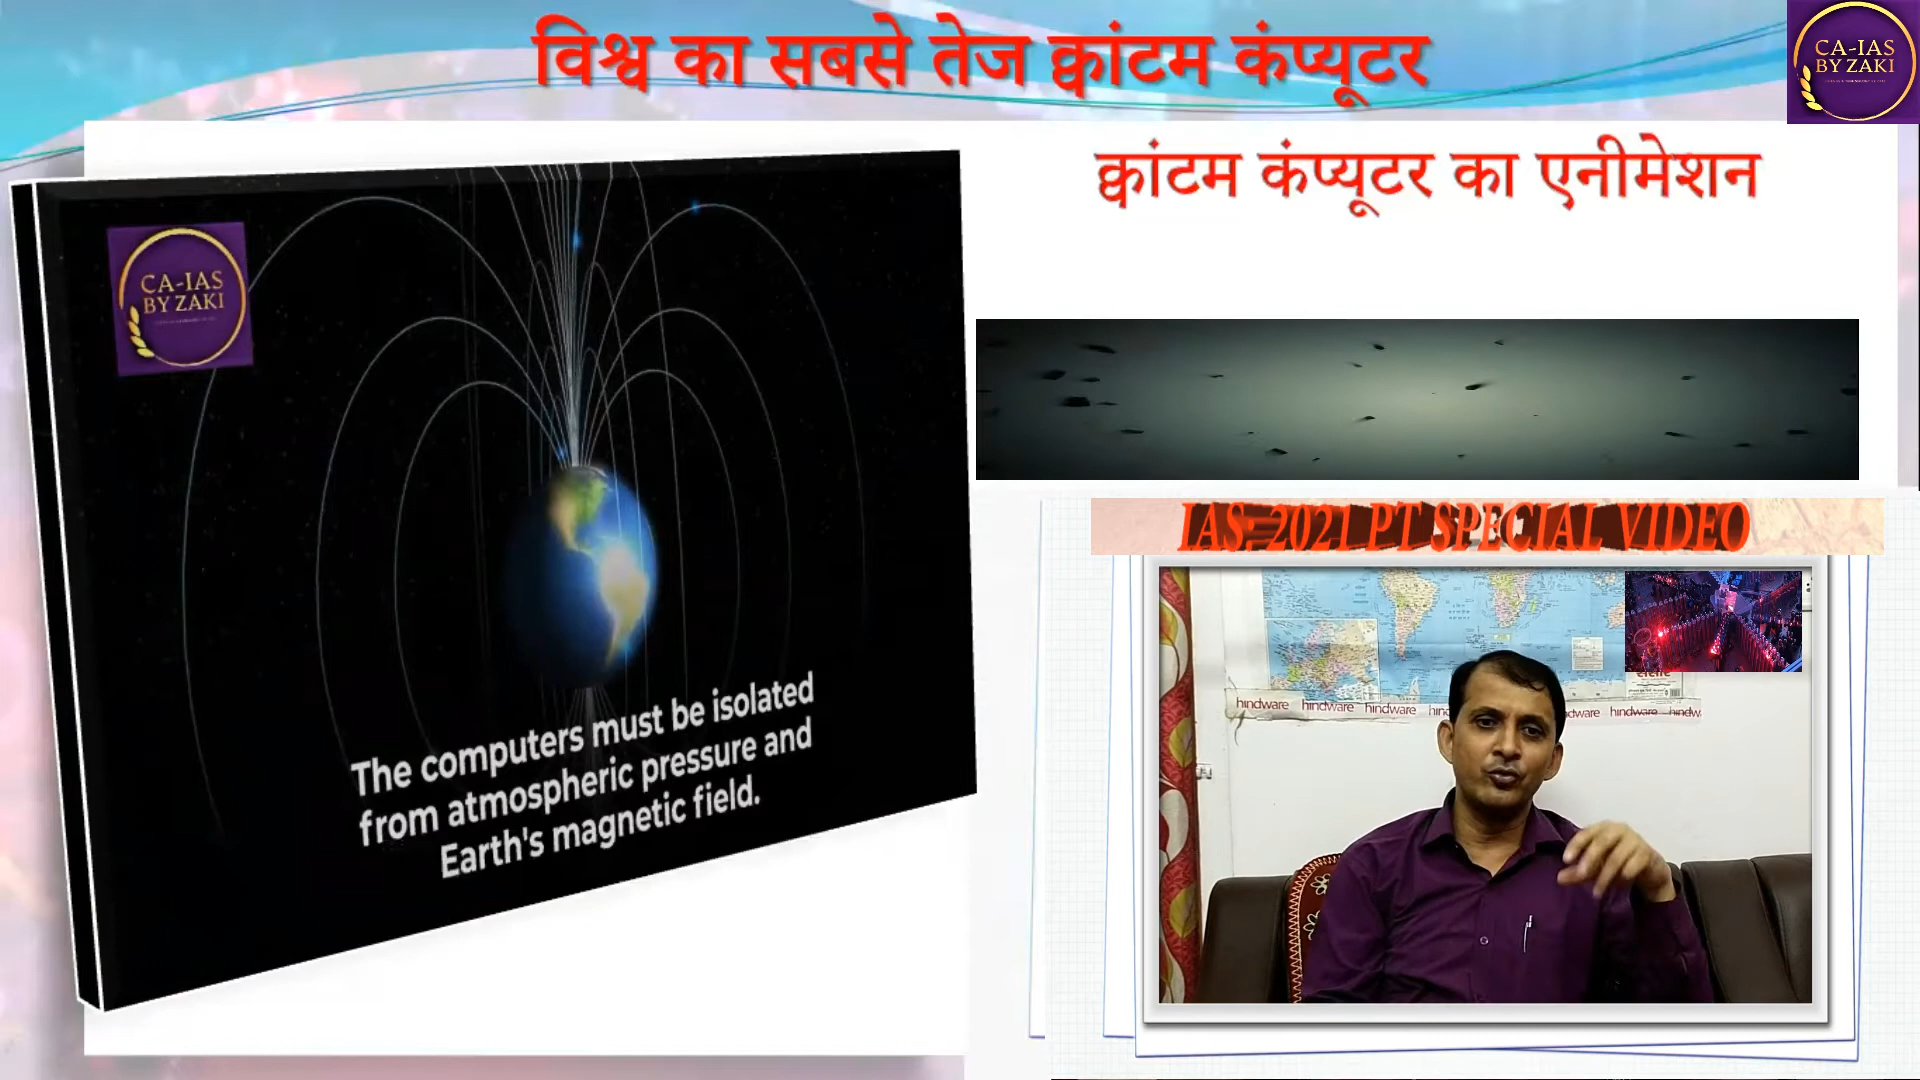 विश्व का सबसे तेज क्वांटम कंप्यूटर
CA-IAS
BY ZAKI
क्वांटम कंप्यूटर का एनीमेशन
CA-IAS
BY ZAKI
The computers must be isolated
from atmospheric pressure and
Earth's magnetic field.
IAS: 2021 PT SPECIAL VIDEO
hindware hindware hindware hindware hindware